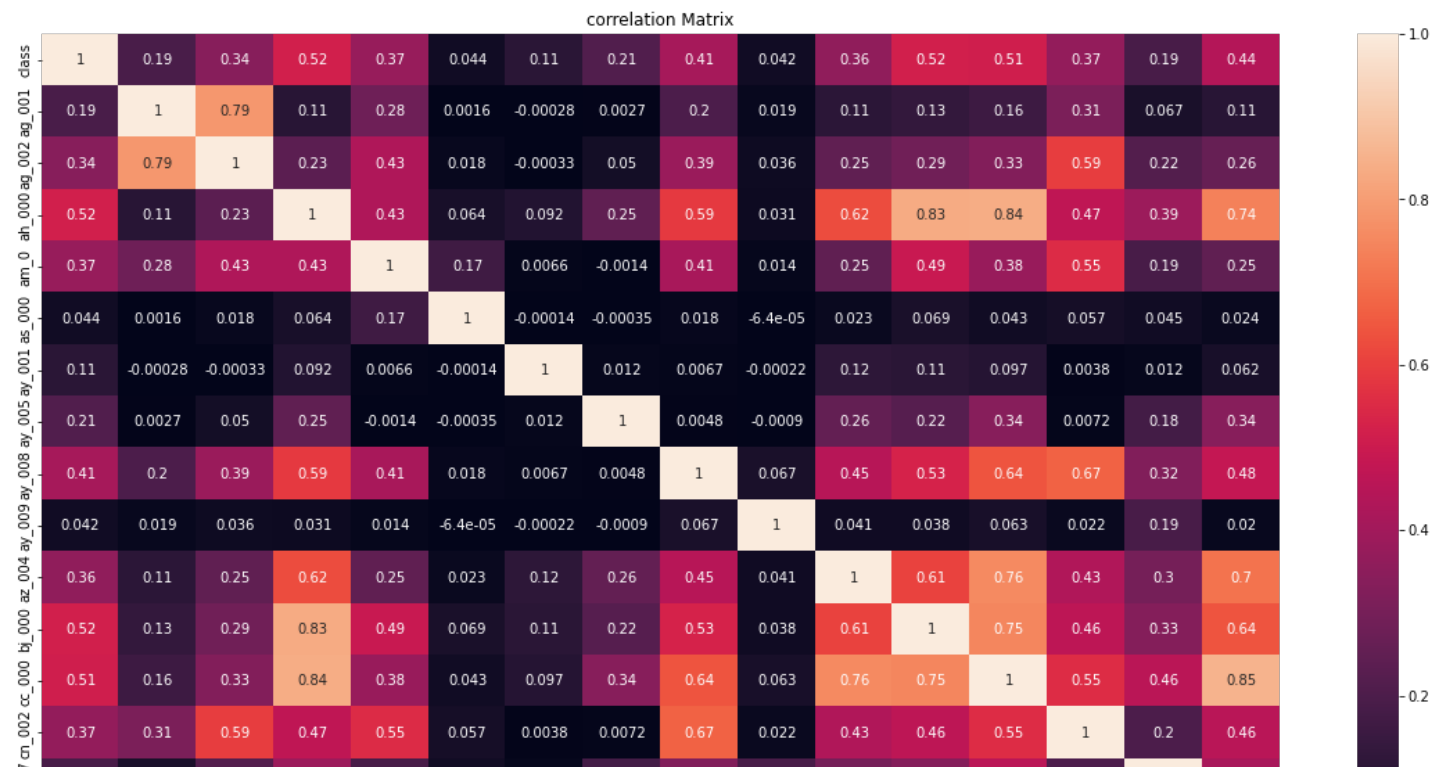 correlation Matrix
class 1 0.19 0.34 0.52 0.37 0.044 0.11 0.21 0.41 0.042 0.36 0.52 0.51 0.37 0.19 0.44
ag_001 0.19 1 0.79 0.11 0.28 0.0016 -0.00028 0.0027 0.2 0.019 0.11 0.13 0.16 0.31 0.067 0.11
ag_002 0.34 0.79 1 0.23 0.43 0.018 -0.00033 0.05 0.39 0.036 0.25 0.29 0.33 0.59 0.22 0.26
ah_000 0.52 0.11 0.23 1 0.43 0.064 0.092 0.25 0.59 0.031 0.62 0.83 0.84 0.47 0.39 0.74
am_0 0.37 0.28 0.43 0.43 1 0.17 0.0066 -0.0014 0.41 0.014 0.25 0.49 0.38 0.55 0.19 0.25
as_000 0.044 0.0016 0.018 0.064 0.17 1 -0.00014 -0.00035 0.018 -6.4e-05 0.023 0.069 0.043 0.057 0.045 0.024
ay_001 0.11 -0.00028 -0.00033 0.092 0.0066 -0.00014 1 0.012 0.0067 -0.00022 0.12 0.11 0.097 0.0038 0.012 0.062
ay_005 0.21 0.0027 0.05 0.25 -0.0014 -0.00035 0.012 1 0.0048 -0.0009 0.26 0.22 0.34 0.0072 0.18 0.34
ay_008 0.41 0.2 0.39 0.59 0.41 0.018 0.0067 0.0048 1 0.067 0.45 0.53 0.64 0.67 0.32 0.48
ay_009 0.042 0.019 0.036 0.031 0.014 -6.4e-05 -0.00022 -0.0009 0.067 1 0.041 0.038 0.063 0.022 0.19 0.02
az_004 0.36 0.11 0.25 0.62 0.25 0.023 0.12 0.26 0.45 0.041 1 0.61 0.76 0.43 0.3 0.7
bj_000 0.52 0.13 0.29 0.83 0.49 0.069 0.11 0.22 0.53 0.038 0.61 1 0.75 0.46 0.33 0.64
cc_000 0.51 0.16 0.33 0.84 0.38 0.043 0.097 0.34 0.64 0.063 0.76 0.75 1 0.55 0.46 0.85
cn_002 0.37 0.31 0.59 0.47 0.55 0.057 0.0038 0.0072 0.67 0.022 0.43 0.46 0.55 1 0.2 0.46
1.0
0.8
0.6
0.4
0.2